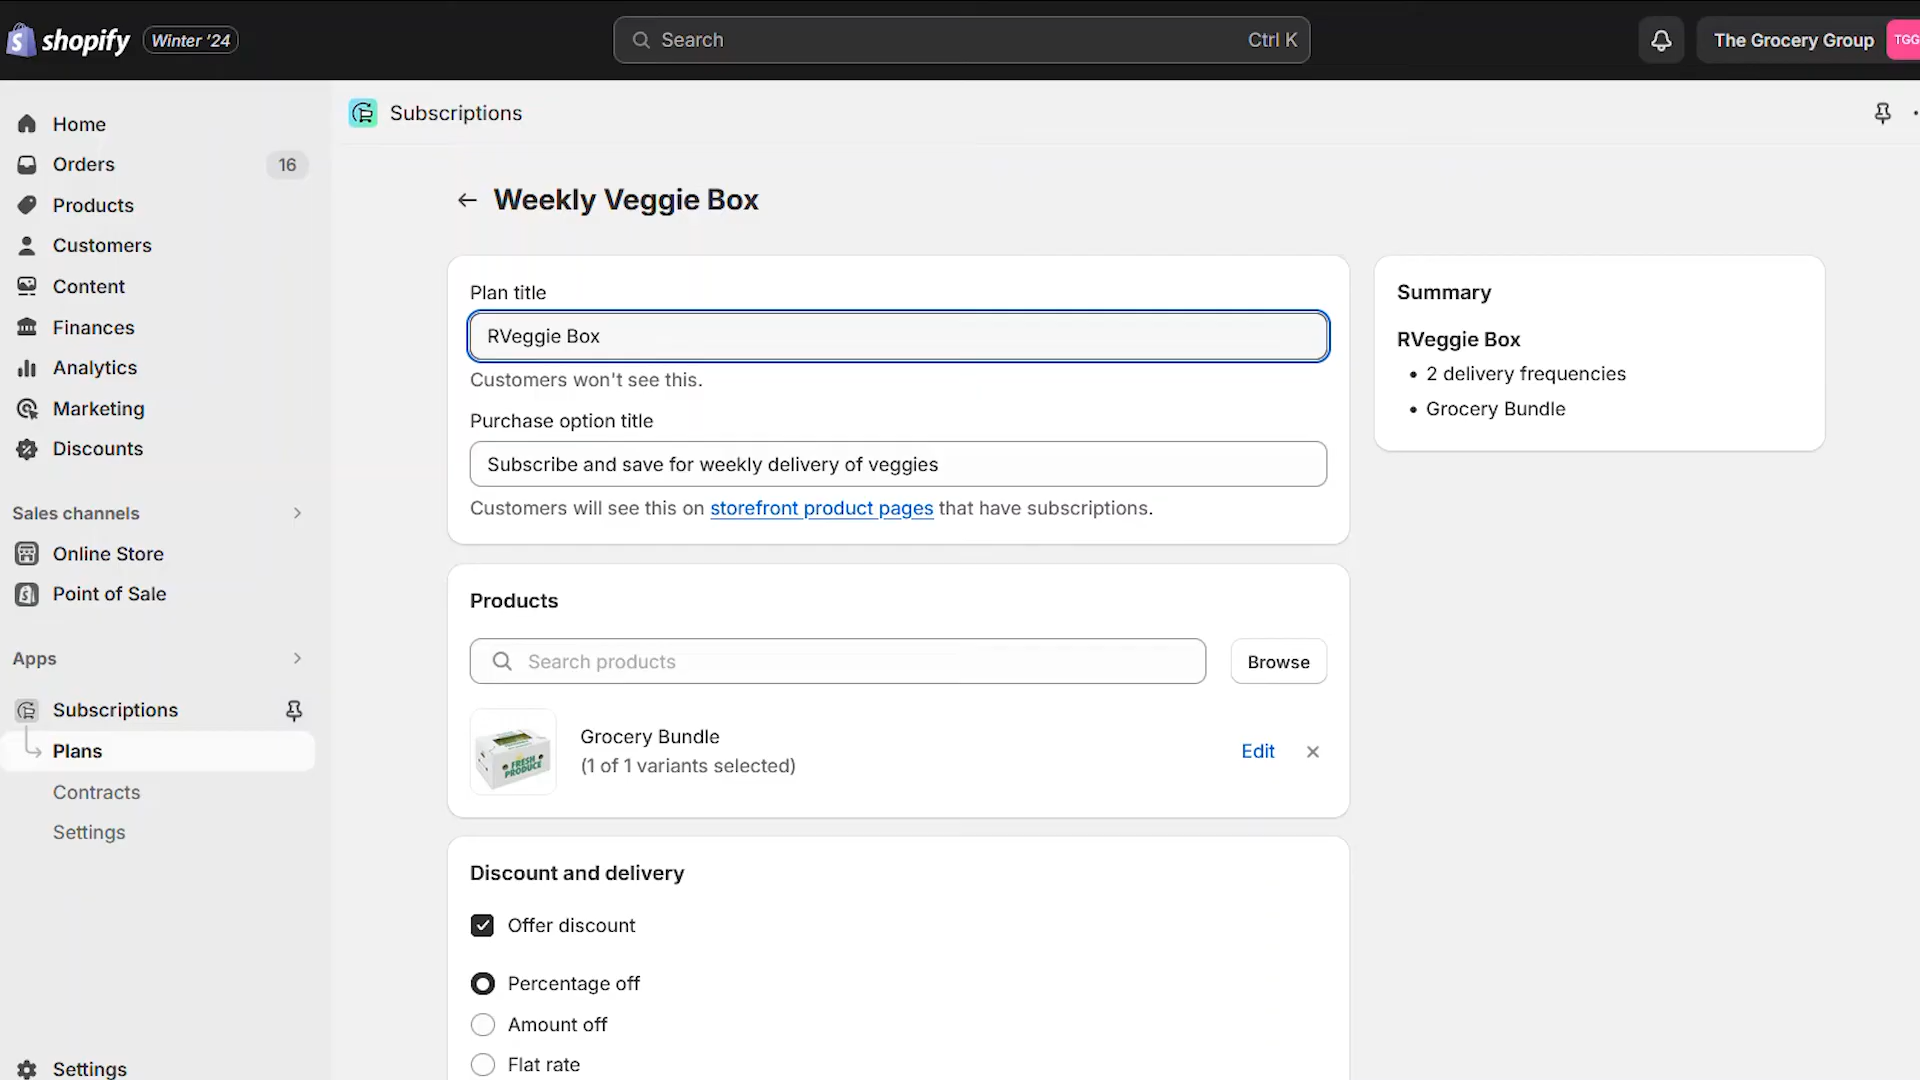 shopify Winter '24
Search Ctrl K
The Grocery Group TGG
Home
Orders 16
Products
Customers
Content
Finances
Analytics
Marketing
Discounts
Sales channels
Online Store
Point of Sale
Apps
Subscriptions
Plans
Contracts
Settings
Settings
Subscriptions
Weekly Veggie Box
Plan title
RVeggie Box
Customers won't see this.
Purchase option title
Subscribe and save for weekly delivery of veggies
Customers will see this on storefront product pages that have subscriptions.
Products
Search products
Browse
FRESH
PRODUCE
Grocery Bundle
(1 of 1 variants selected)
Edit
Discount and delivery
Offer discount
Percentage off
Amount off
Flat rate
Summary
RVeggie Box
• 2 delivery frequencies
• Grocery Bundle